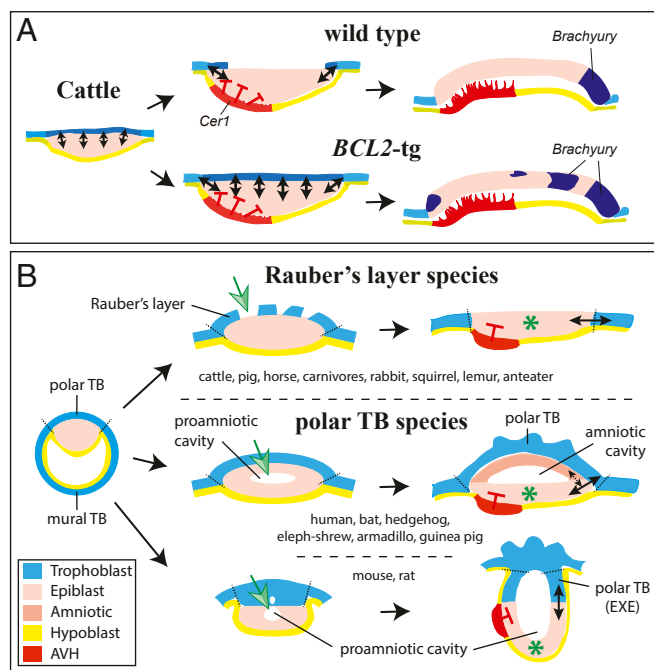 A
wild type
Cattle
Cer1
Brachyury
BCL2-tg
Brachyury
B
Rauber's layer species
Rauber's layer
cattle, pig, horse, carnivores, rabbit, squirrel, lemur, anteater
polar TB
mural TB
polar TB species
proamniotic
cavity
polar TB
amniotic
cavity
human, bat, hedgehog,
eleph-shrew, armadillo, guinea pig
mouse, rat
polar TB
(EXE)
proamniotic cavity
Trophoblast
Epiblast
Amniotic
Hypoblast
AVH